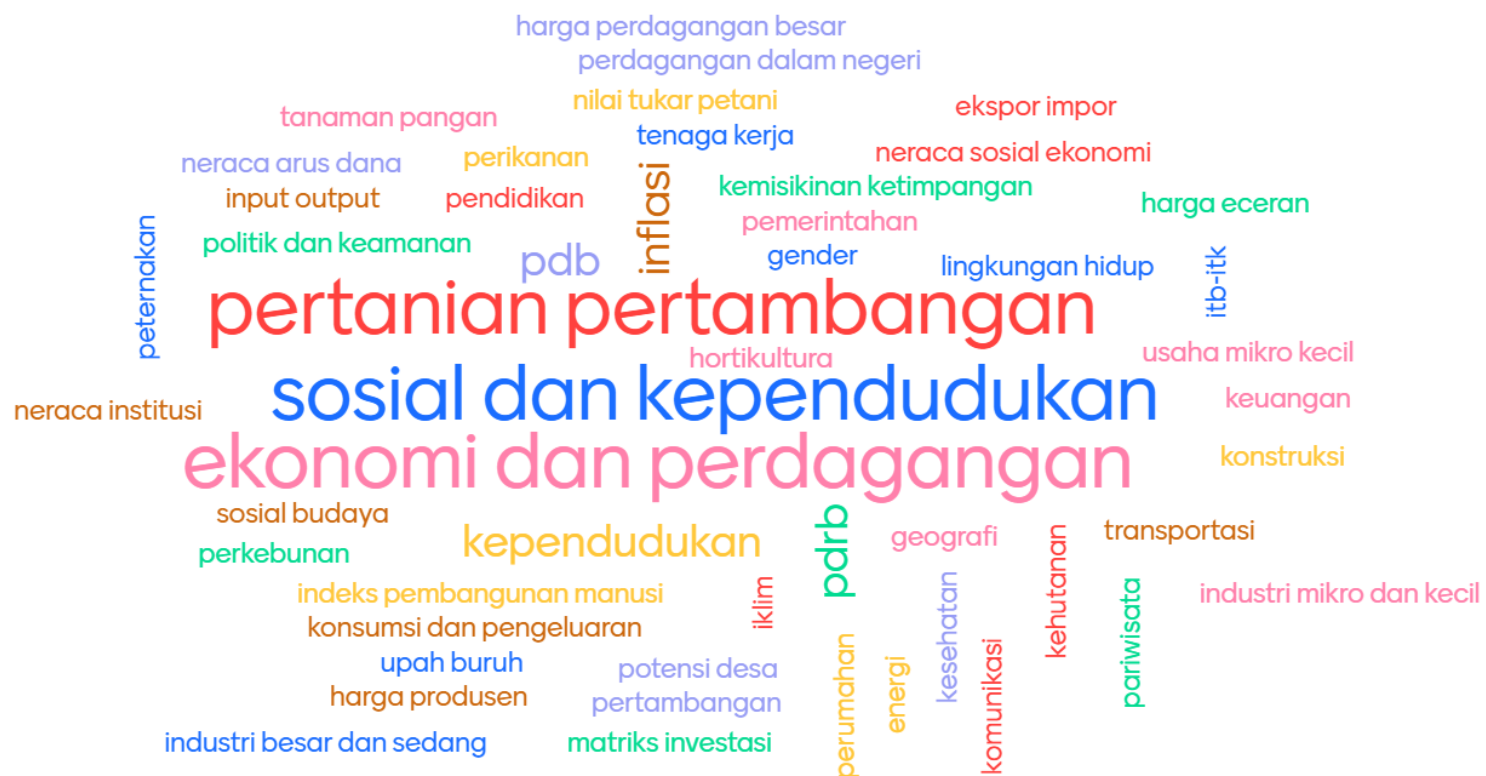 harga perdagangan besar
perdagangan dalam negeri
nilai tukar petani
ekspor impor
tanaman pangan
tenaga kerja
neraca sosial ekonomi
neraca arus dana
perikanan
inflasi
kemisikinan ketimpangan
input output
pendidikan
harga eceran
pemerintahan
peternakan
politik dan keamanan
pdb
gender
lingkungan hidup
itb-itk
pertanian pertambangan
hortikultura
usaha mikro kecil
sosial dan kependudukan
keuangan
neraca institusi
ekonomi dan perdagangan
konstruksi
sosial budaya
kependudukan
pdrb
geografi
kehutanan
transportasi
perkebunan
indeks pembangunan manusi
iklim
kesehatan
pariwisata
industri mikro dan kecil
konsumsi dan pengeluaran
upah buruh
potensi desa
perumahan
energi
komunikasi
harga produsen
pertambangan
industri besar dan sedang
matriks investasi